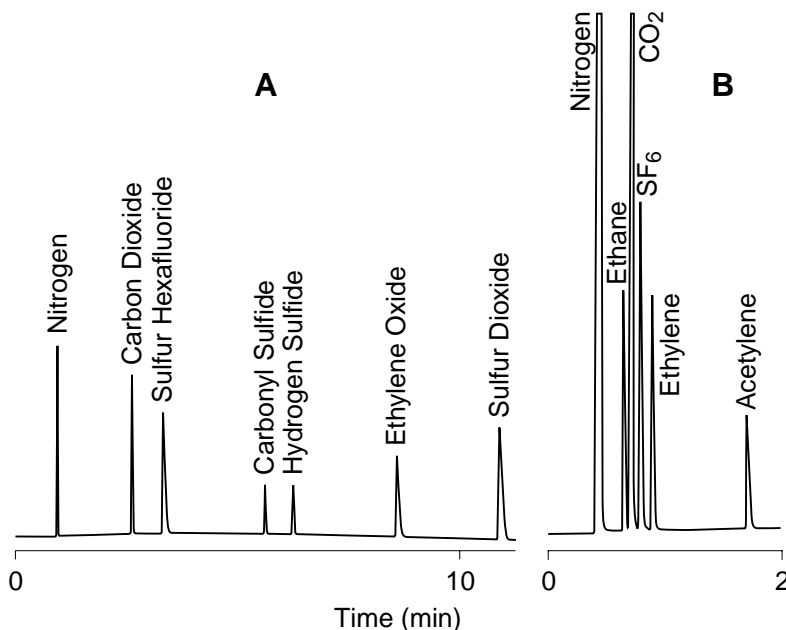 A
Nitrogen
Carbon Dioxide
Sulfur Hexafluoride
Carbonyl Sulfide
Hydrogen Sulfide
Ethylene Oxide
Sulfur Dioxide
0
10
B
Nitrogen
Ethane
CO2
SF6
Ethylene
Acetylene
0
2
Time (min)